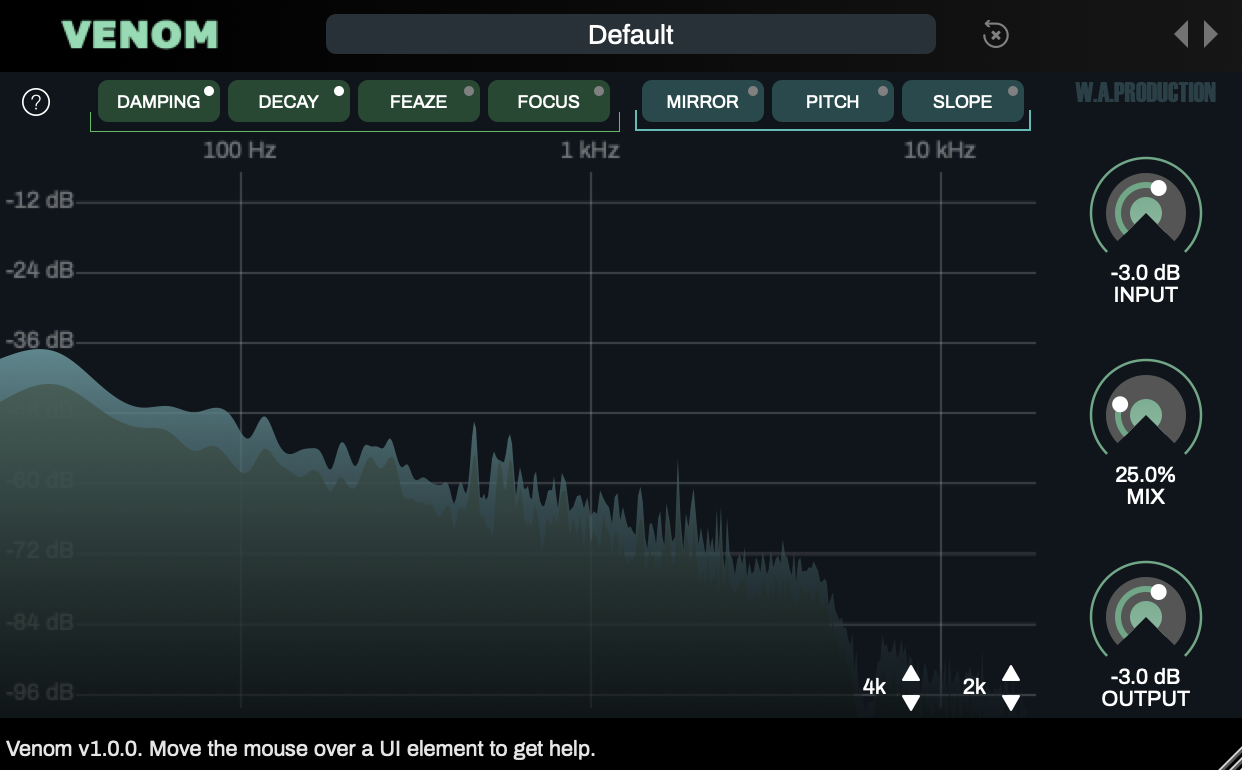 VENOM
Default
?
DAMPING DECAY FEAZE FOCUS MIRROR PITCH SLOPE
W.A.PRODUCTION
100 Hz 1 kHz 10 kHz
-12 dB
-24 dB
-36 dB
-48 dB
-60 dB
-72 dB
-84 dB
-96 dB
-3.0 dB
INPUT
25.0%
MIX
-3.0 dB
OUTPUT
4k 2k
Venom v1.0.0. Move the mouse over a UI element to get help.